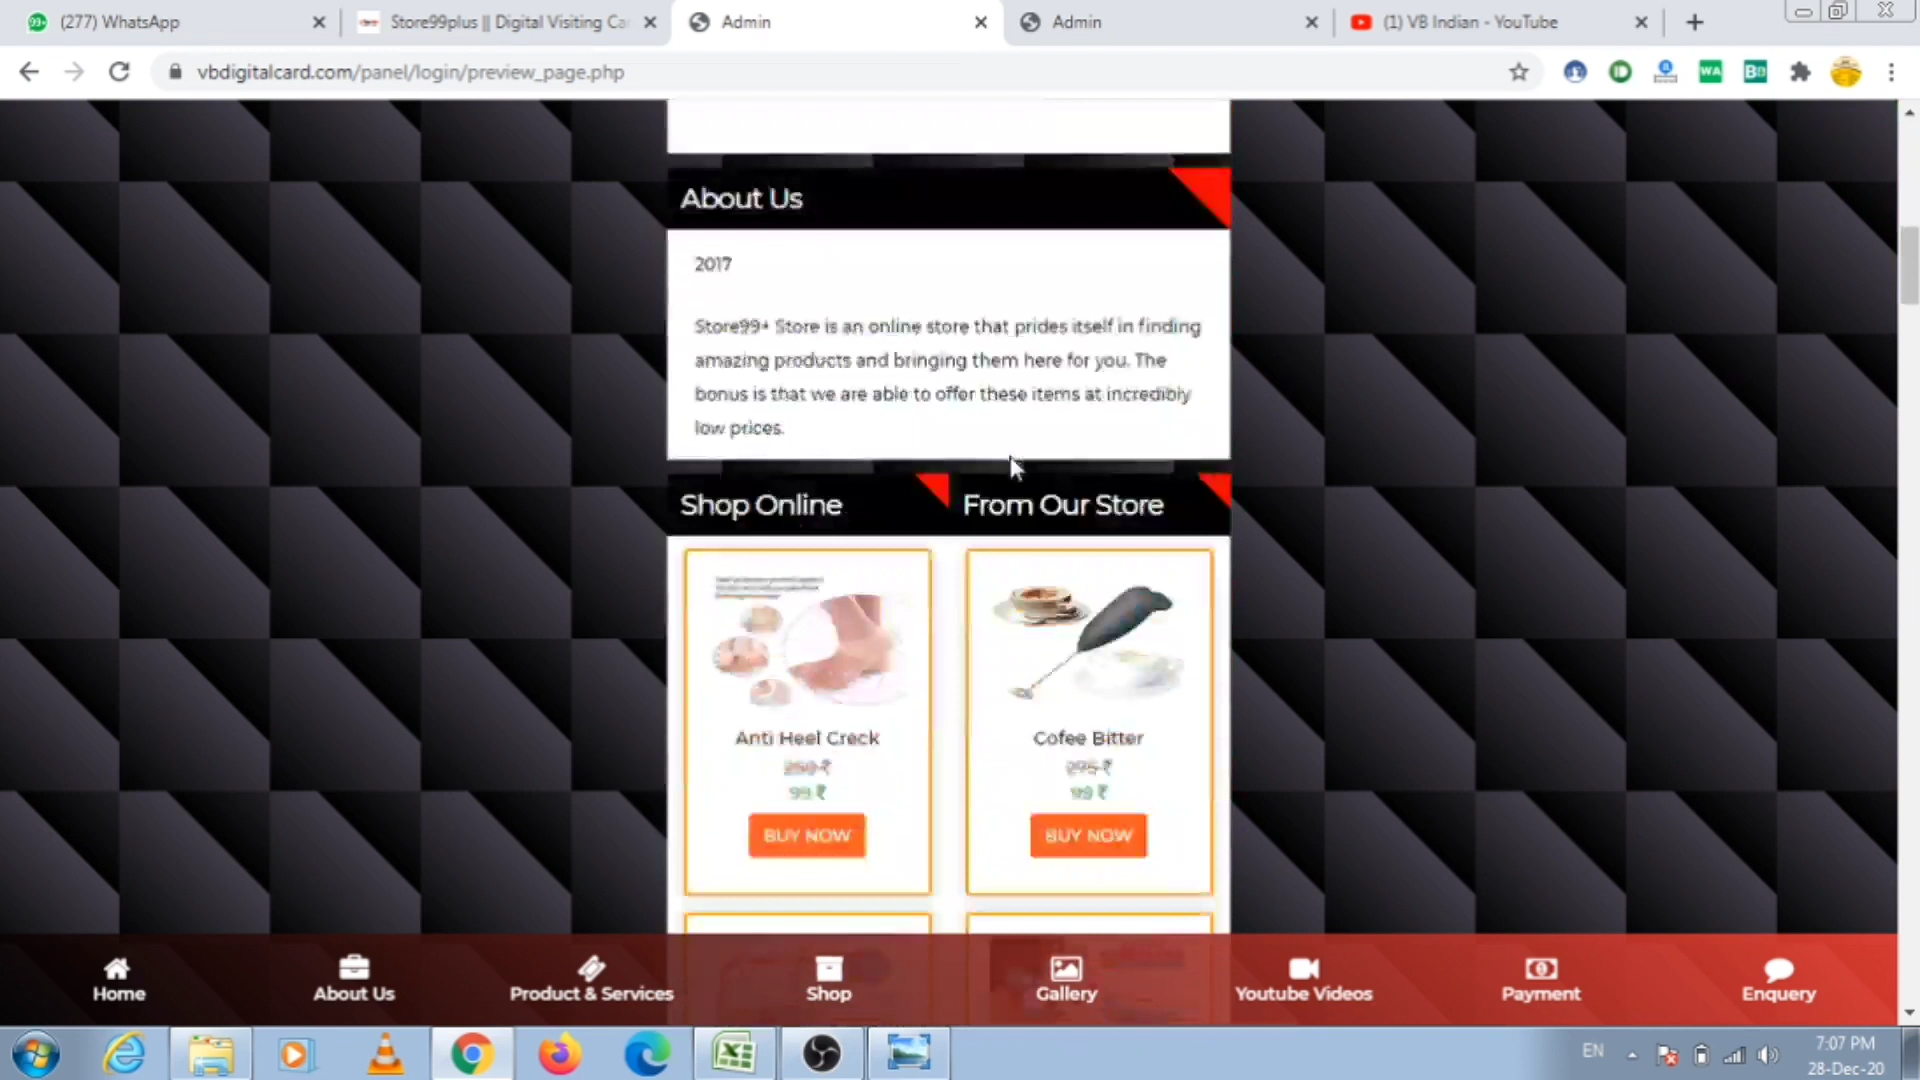 (277) WhatsApp
Store99plus || Digital Visiting Ca
Admin
Admin
(1) VB Indian - YouTube
vbdigitalcard.com/panel/login/preview_page.php
WA
About Us
2017
Store99+ Store is an online store that prides itself in finding
amazing products and bringing them here for you. The
bonus is that we are able to offer these items at incredibly
low prices.
Shop Online
From Our Store
Anti Heel Creck
Cofee Bitter
99 ₹
99 ₹
BUY NOW
BUY NOW
Home
About Us
Product & Services
Shop
Gallery
Youtube Videos
Payment
Enquery
EN
7:07 PM
28-Dec-20